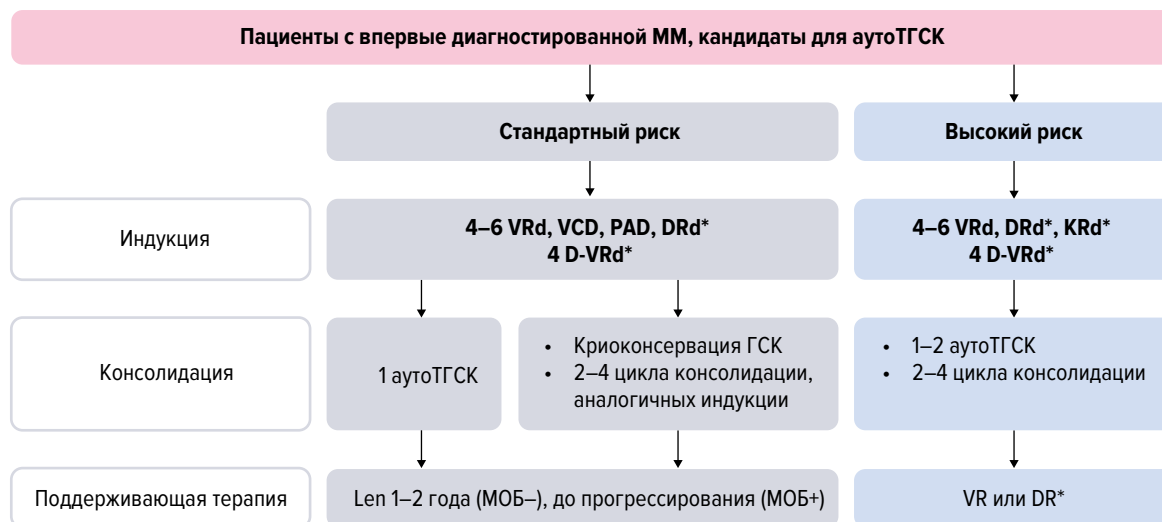 Пациенты с впервые диагностированной ММ, кандидаты для аутоТГСК
Стандартный риск
Высокий риск
Индукция
4–6 VRd, VCD, PAD, DRd*
4 D-VRd*
4–6 VRd, DRd*, KRd*
4 D-VRd*
Консолидация
1 аутоТГСК
• Криоконсервация ГСК
• 2–4 цикла консолидации,
аналогичных индукции
• 1–2 аутоТГСК
• 2–4 цикла консолидации
Поддерживающая терапия
Len 1–2 года (МОБ–), до прогрессирования (МОБ+)
VR или DR*